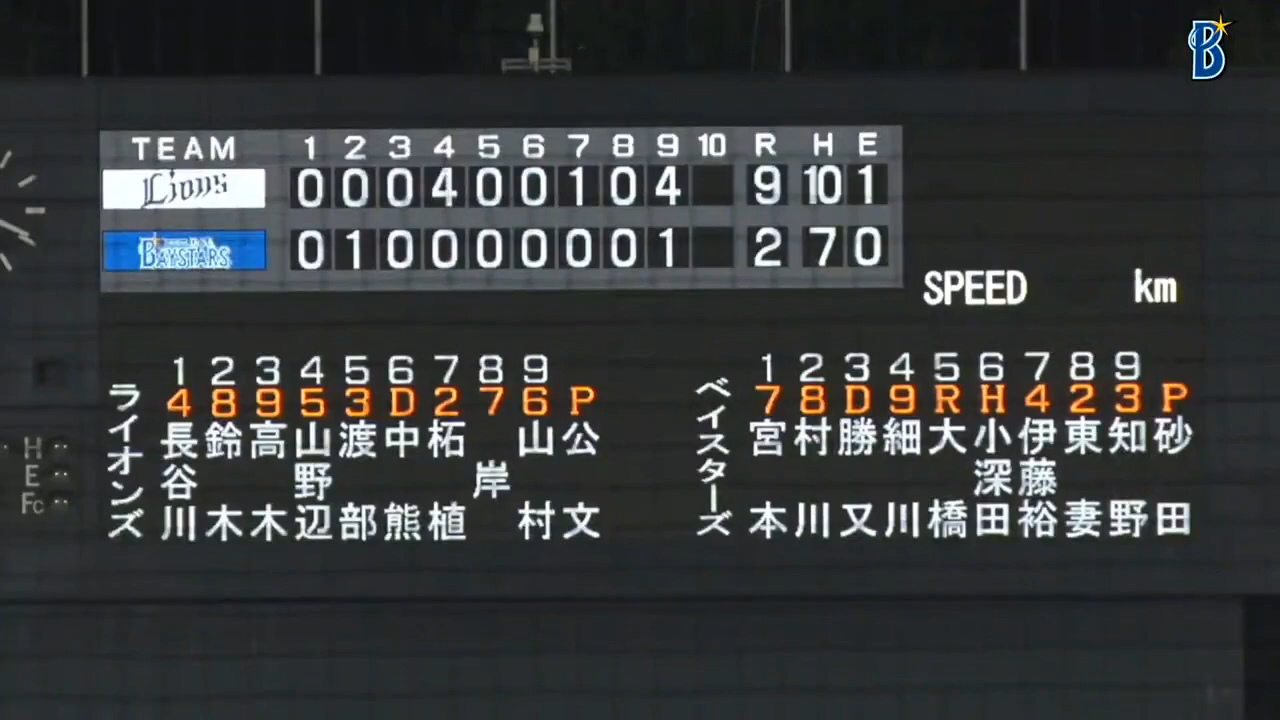 B
TEAM 1 2 3 4 5 6 7 8 9 10 R H E
Lions 0 0 0 4 0 0 1 0 4 9 10 1
BAYSTARS 0 1 0 0 0 0 0 0 1 2 7 0
SPEED km
H
E
Fc
ライオンズ
1 4 長谷川
2 8 鈴木
3 9 高木
4 5 山野辺
5 3 渡部
6 D 中熊
7 2 柘植
8 7 岸
9 6 山村
P 公文
ベイスターズ
1 7 宮本
2 8 村川
3 D 勝又
4 9 細川
5 R 大橋
6 H 小深田
7 4 伊藤裕
8 2 東妻
9 3 知野
P 砂田